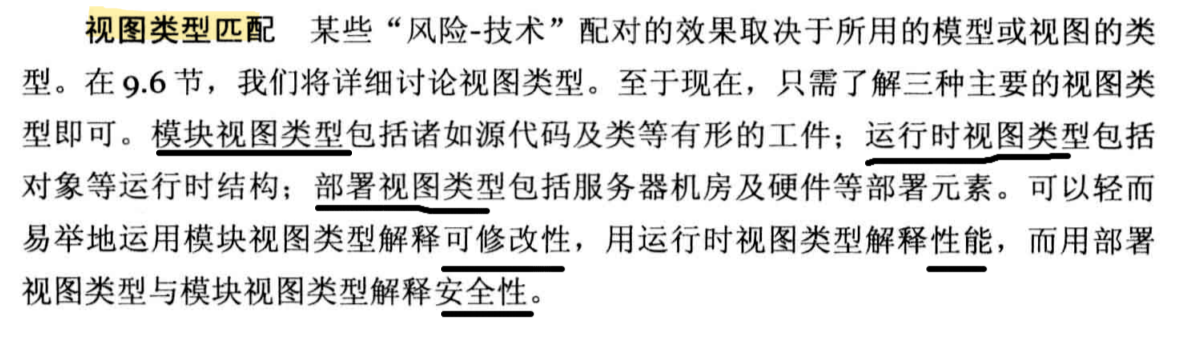 视图类型匹配 某些“风险-技术”配对的效果取决于所用的模型或视图的类
型。在 9.6 节，我们将详细讨论视图类型。至于现在，只需了解三种主要的视图类
型即可。模块视图类型包括诸如源代码及类等有形的工件；运行时视图类型包括
对象等运行时结构；部署视图类型包括服务器机房及硬件等部署元素。可以轻而
易举地运用模块视图类型解释可修改性，用运行时视图类型解释性能，而用部署
视图类型与模块视图类型解释安全性。